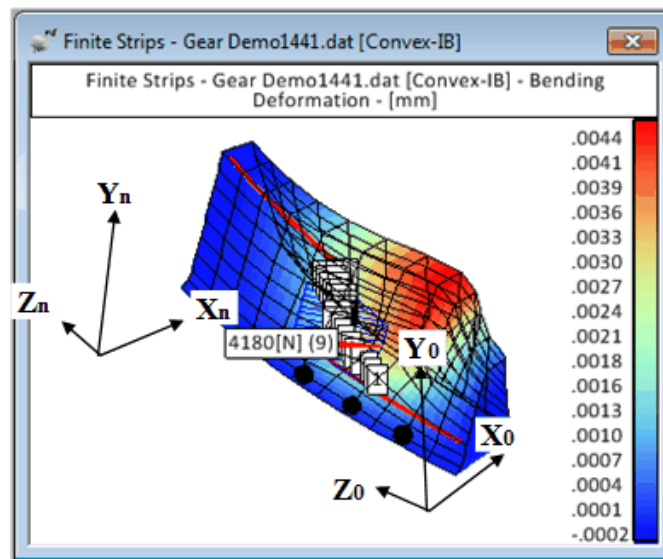 Finite Strips - Gear Demo1441.dat [Convex-IB]
Finite Strips - Gear Demo1441.dat [Convex-IB] - Bending
Deformation - [mm]
.0044
.0041
.0039
.0036
.0033
.0030
.0027
.0024
.0021
.0018
.0016
.0013
.0010
.0007
.0004
.0001
-.0002
Yn
Zn
Xn
4180[N] (9)
Y0
X0
Z0